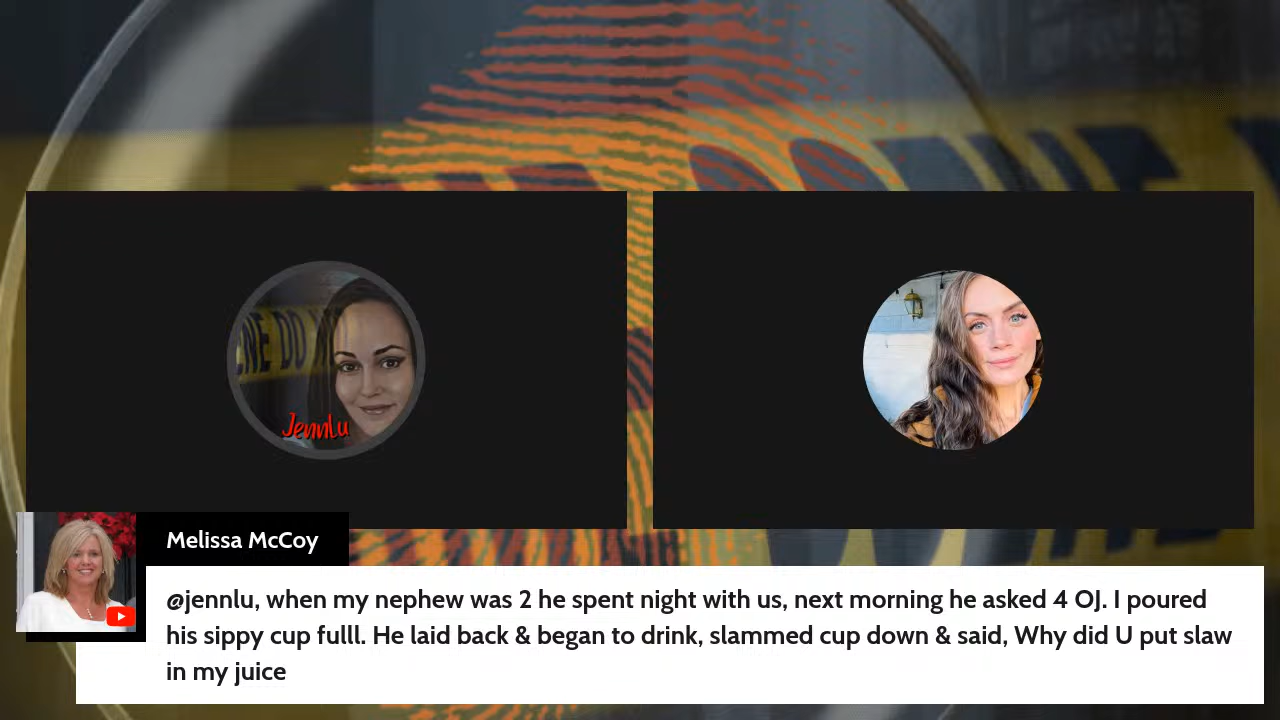 NE DO
JennLu
Melissa McCoy
@jennlu, when my nephew was 2 he spent night with us, next morning he asked 4 OJ. I poured
his sippy cup fulll. He laid back & began to drink, slammed cup down & said, Why did U put slaw
in my juice